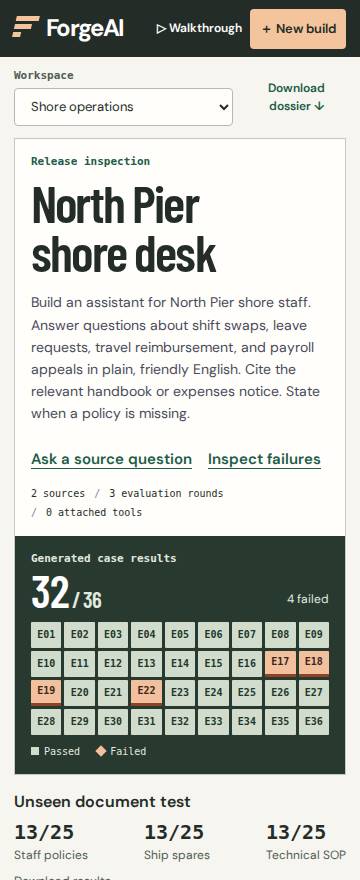 ForgeAI
▷ Walkthrough
+ New build
Workspace
Shore operations
Download
dossier ↓
Release inspection
North Pier
shore desk
Build an assistant for North Pier shore staff.
Answer questions about shift swaps, leave
requests, travel reimbursement, and payroll
appeals in plain, friendly English. Cite the
relevant handbook or expenses notice. State
when a policy is missing.
Ask a source question Inspect failures
2 sources / 3 evaluation rounds
/ 0 attached tools
Generated case results
32 / 36
4 failed
E01 E02 E03 E04 E05 E06 E07 E08 E09
E10 E11 E12 E13 E14 E15 E16 E17 E18
E19 E20 E21 E22 E23 E24 E25 E26 E27
E28 E29 E30 E31 E32 E33 E34 E35 E36
Passed Failed
Unseen document test
13/25 13/25 13/25
Staff policies Ship spares Technical SOP
Download results